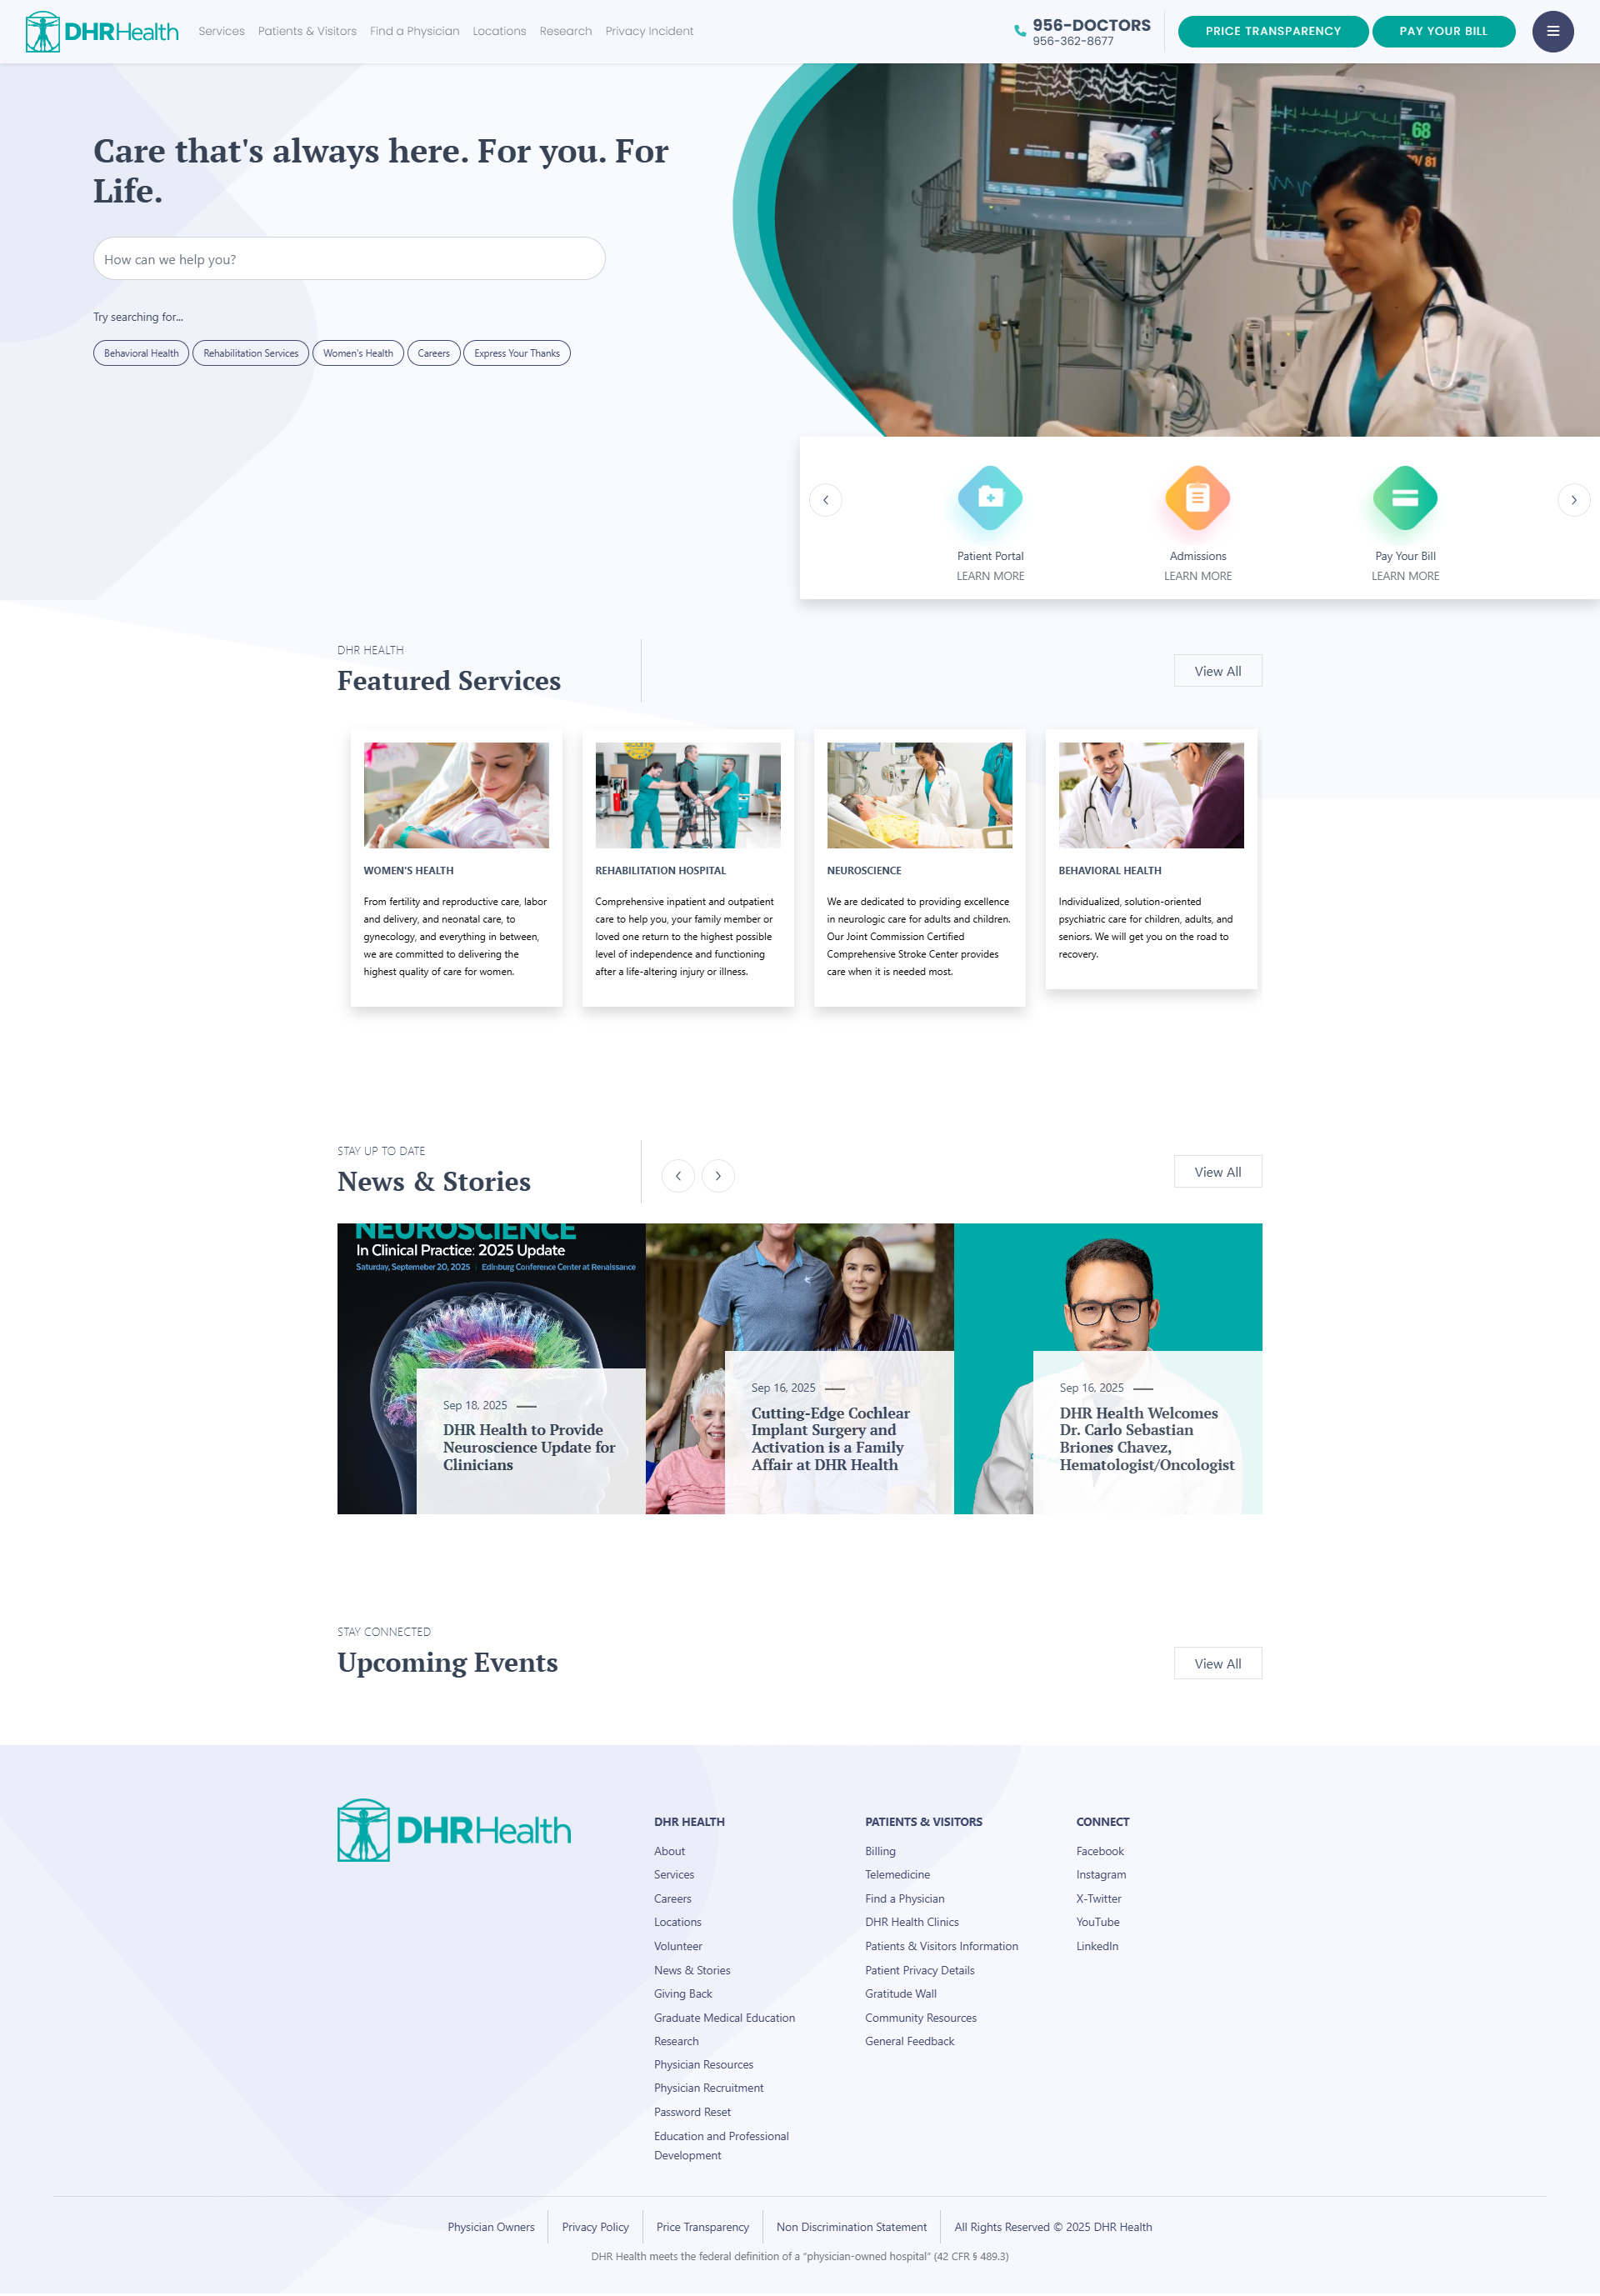 DHRHealth
Services
Patients & Visitors
Find a Physician
Locations
Research
Privacy Incident
956-DOCTORS
956-362-8677
PRICE TRANSPARENCY
PAY YOUR BILL
Care that's always here. For you. For
Life.
How can we help you?
Try searching for...
Behavioral Health
Rehabilitation Services
Women's Health
Careers
Express Your Thanks
68
Patient Portal
LEARN MORE
Admissions
LEARN MORE
Pay Your Bill
LEARN MORE
DHR HEALTH
Featured Services
View All
WOMEN'S HEALTH
From fertility and reproductive care, labor
and delivery, and neonatal care, to
gynecology, and everything in between,
we are committed to delivering the
highest quality of care for women.
REHABILITATION HOSPITAL
Comprehensive inpatient and outpatient
care to help you, your family member or
loved one return to the highest possible
level of independence and functioning
after a life-altering injury or illness.
NEUROSCIENCE
We are dedicated to providing excellence
in neurologic care for adults and children.
Our Joint Commission Certified
Comprehensive Stroke Center provides
care when it is needed most.
BEHAVIORAL HEALTH
Individualized, solution-oriented
psychiatric care for children, adults, and
seniors. We will get you on the road to
recovery.
STAY UP TO DATE
News & Stories
View All
NEUROSCIENCE
In Clinical Practice: 2025 Update
Saturday, Septemeber 20, 2025 | Edinburg Conference Center at Renaissance
Sep 18, 2025
DHR Health to Provide
Neuroscience Update for
Clinicians
Sep 16, 2025
Cutting-Edge Cochlear
Implant Surgery and
Activation is a Family
Affair at DHR Health
Sep 16, 2025
DHR Health Welcomes
Dr. Carlo Sebastian
Briones Chavez,
Hematologist/Oncologist
STAY CONNECTED
Upcoming Events
View All
DHRHealth
DHR HEALTH
About
Services
Careers
Locations
Volunteer
News & Stories
Giving Back
Graduate Medical Education
Research
Physician Resources
Physician Recruitment
Password Reset
Education and Professional
Development
PATIENTS & VISITORS
Billing
Telemedicine
Find a Physician
DHR Health Clinics
Patients & Visitors Information
Patient Privacy Details
Gratitude Wall
Community Resources
General Feedback
CONNECT
Facebook
Instagram
X-Twitter
YouTube
LinkedIn
Physician Owners
Privacy Policy
Price Transparency
Non Discrimination Statement
All Rights Reserved © 2025 DHR Health
DHR Health meets the federal definition of a “physician-owned hospital” (42 CFR § 489.3)